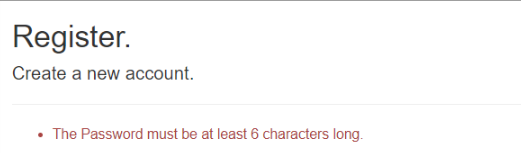 Register.
Create a new account.
The Password must be at least 6 characters long.